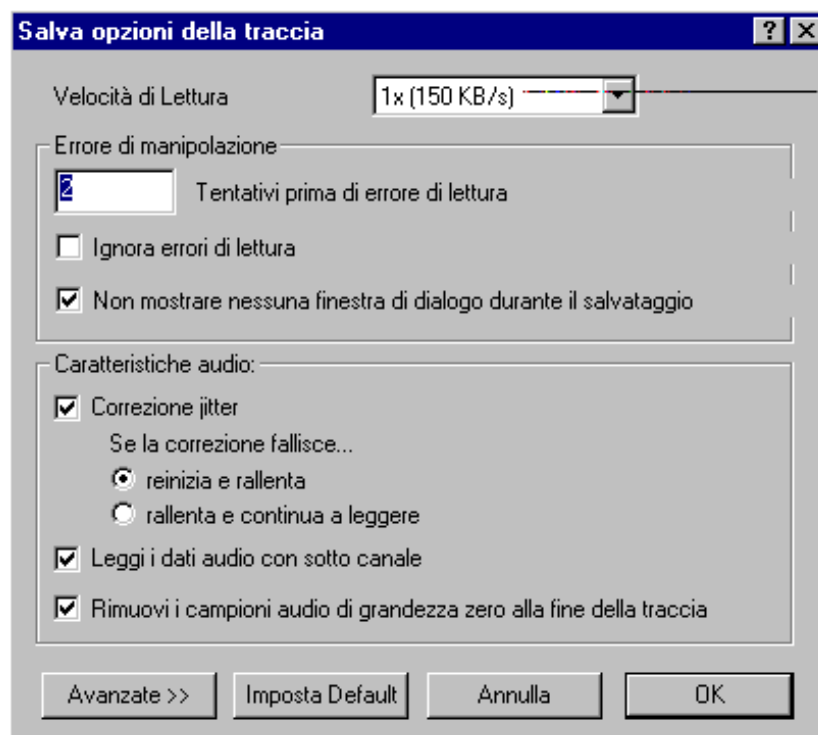 Salva opzioni della traccia
Velocità di Lettura 1x (150 KB/s)
Errore di manipolazione
2 Tentativi prima di errore di lettura
Ignora errori di lettura
Non mostrare nessuna finestra di dialogo durante il salvataggio
Caratteristiche audio:
Correzione jitter
Se la correzione fallisce...
reinizia e rallenta
rallenta e continua a leggere
Leggi i dati audio con sotto canale
Rimuovi i campioni audio di grandezza zero alla fine della traccia
Avanzate >> Imposta Default Annulla OK